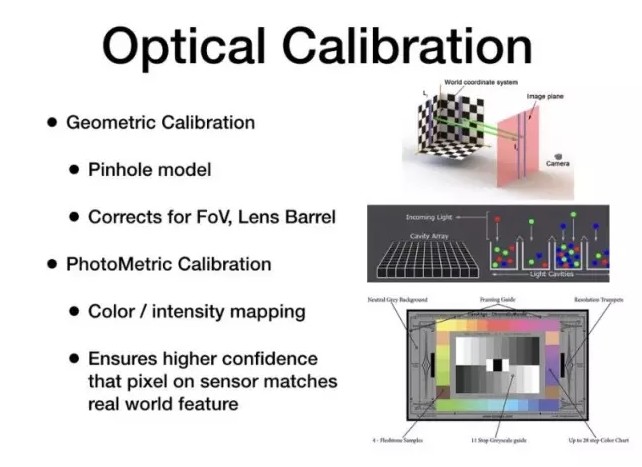 Optical Calibration
Geometric Calibration
Pinhole model
Corrects for FoV, Lens Barrel
PhotoMetric Calibration
Color / intensity mapping
Ensures higher confidence
that pixel on sensor matches
real world feature
World coordinate system
Image plane
Camera
Incoming Light
Cavity Array
Light Cavities
Neutral Grey Background
Framing Guide
Resolution Trumpets
4 - Fleshtone Samples
11 Stop Greyscale guide
Up to 28 step Color Chart